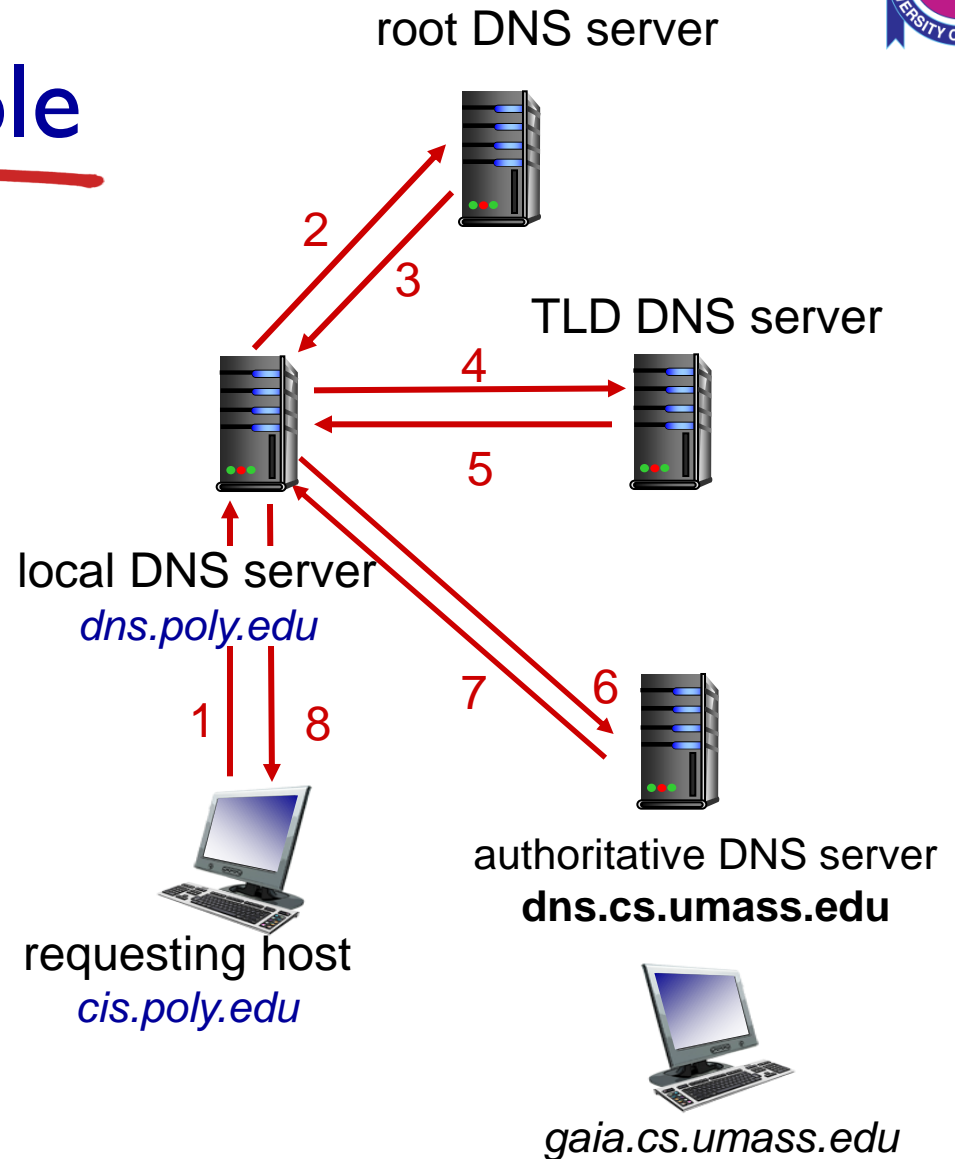 root DNS server
2
3
TLD DNS server
4
5
local DNS server
dns.poly.edu
7
6
1
8
authoritative DNS server
dns.cs.umass.edu
requesting host
cis.poly.edu
gaia.cs.umass.edu